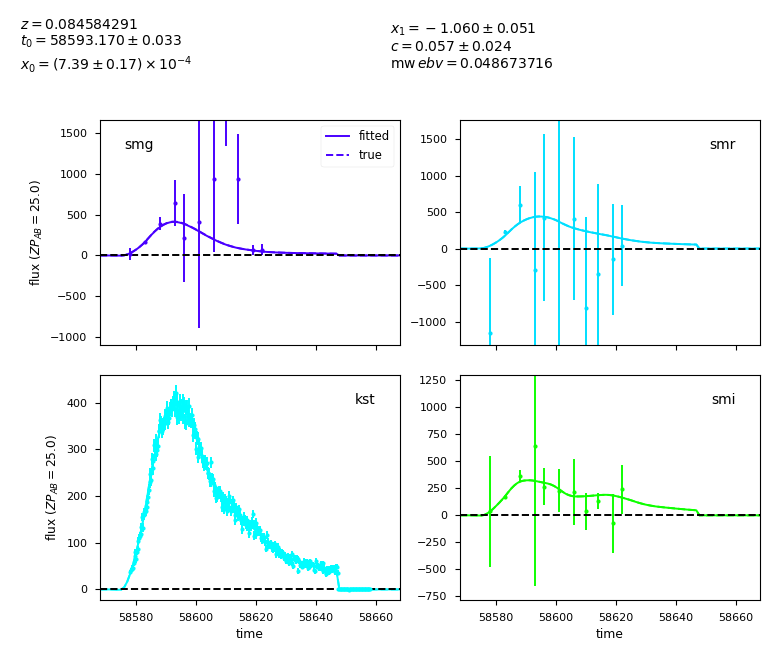 z = 0.084584291
t0 = 58593.170 ± 0.033
x0 = (7.39 ± 0.17) × 10^−4
x1 = −1.060 ± 0.051
c = 0.057 ± 0.024
mwebv = 0.048673716
smg
fitted
true
1500
1000
500
0
−500
−1000
flux (ZP_AB = 25.0)
smr
1500
1000
500
0
−500
−1000
kst
400
300
200
100
0
flux (ZP_AB = 25.0)
58580 58600 58620 58640 58660
time
smi
1250
1000
750
500
250
0
−250
−500
−750
58580 58600 58620 58640 58660
time